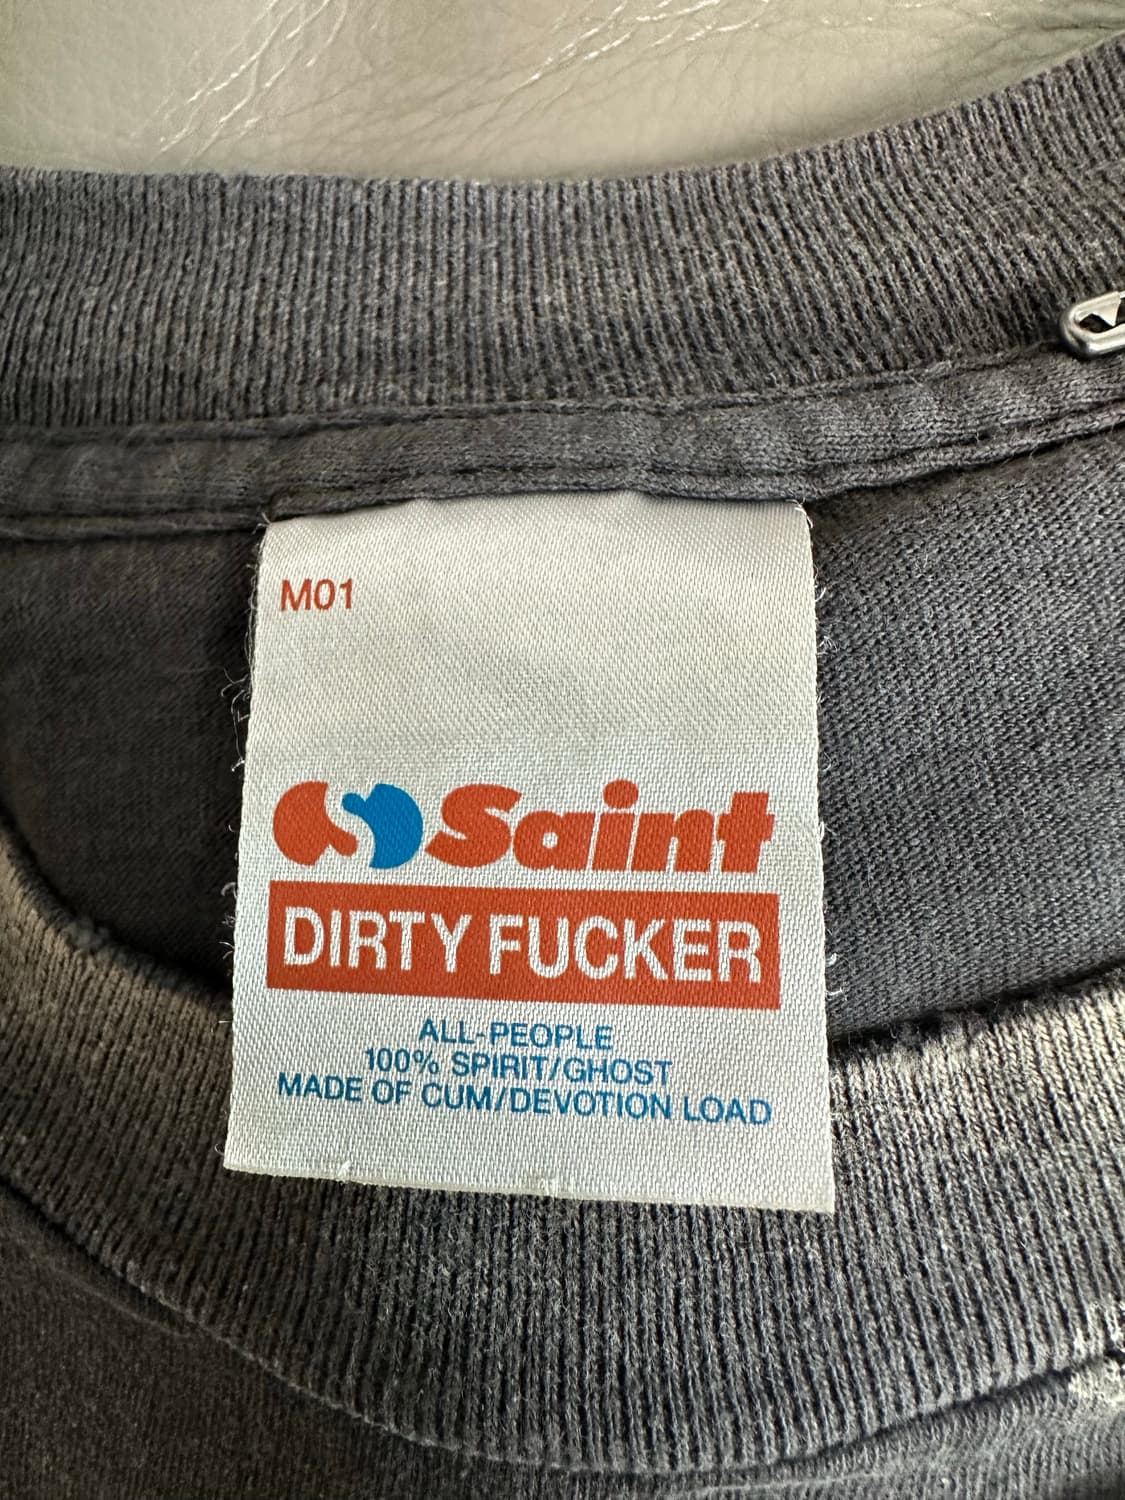 M01
Saint
DIRTY FUCKER
ALL-PEOPLE
100% SPIRIT/GHOST
MADE OF CUM/DEVOTION LOAD